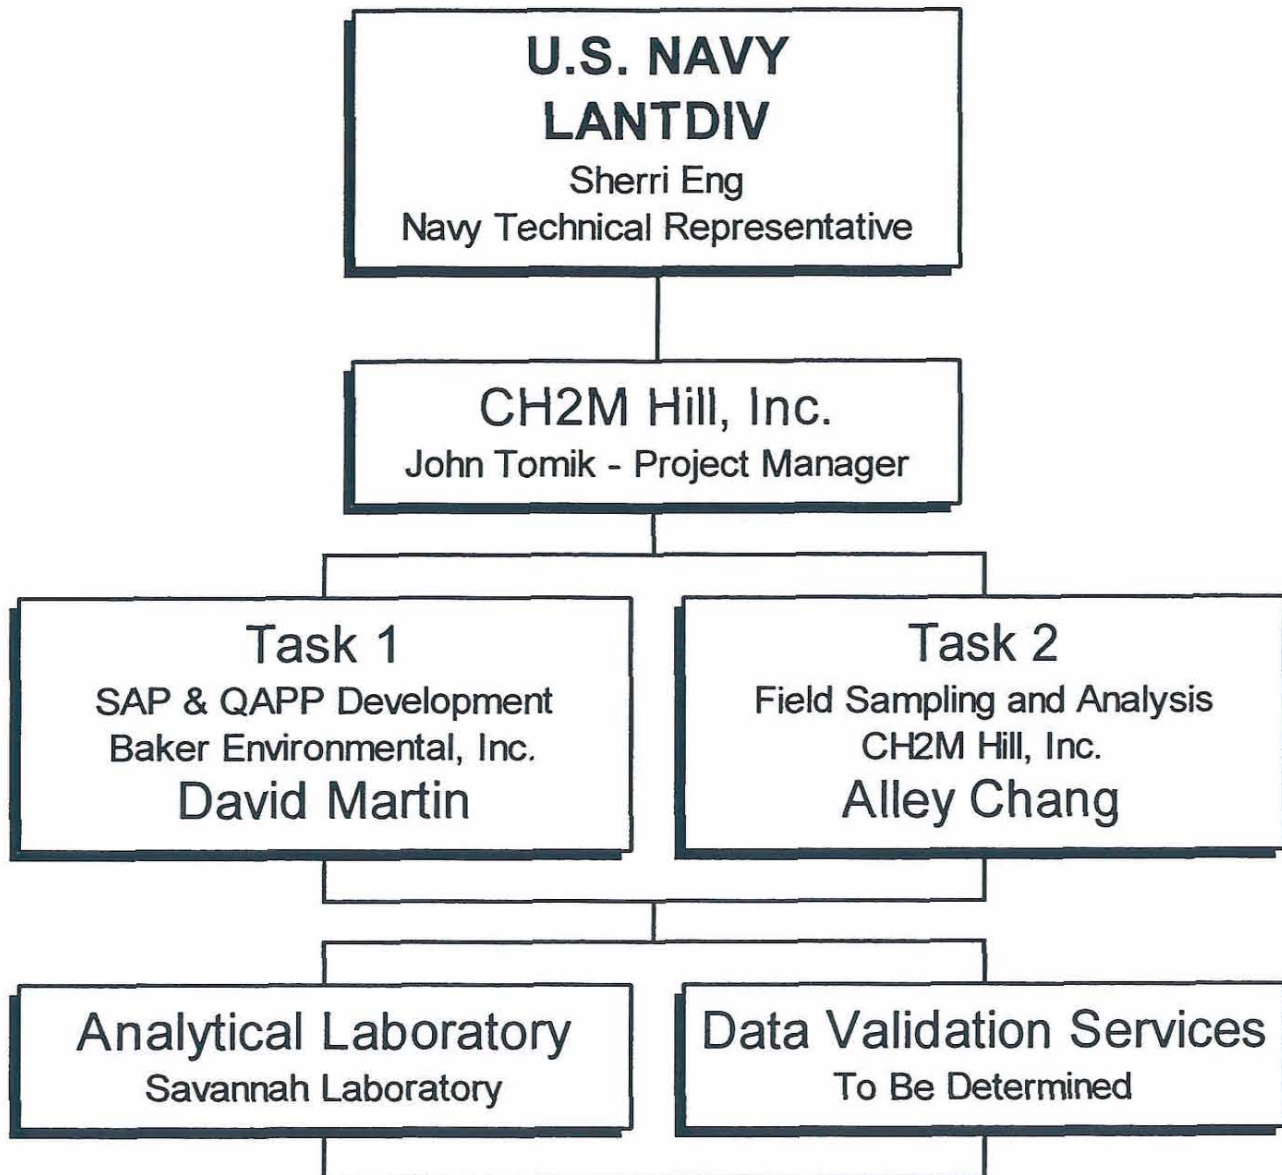 U.S. NAVY
LANTDIV
Sherri Eng
Navy Technical Representative
CH2M Hill, Inc.
John Tomik - Project Manager
Task 1
SAP & QAPP Development
Baker Environmental, Inc.
David Martin
Task 2
Field Sampling and Analysis
CH2M Hill, Inc.
Alley Chang
Analytical Laboratory
Savannah Laboratory
Data Validation Services
To Be Determined